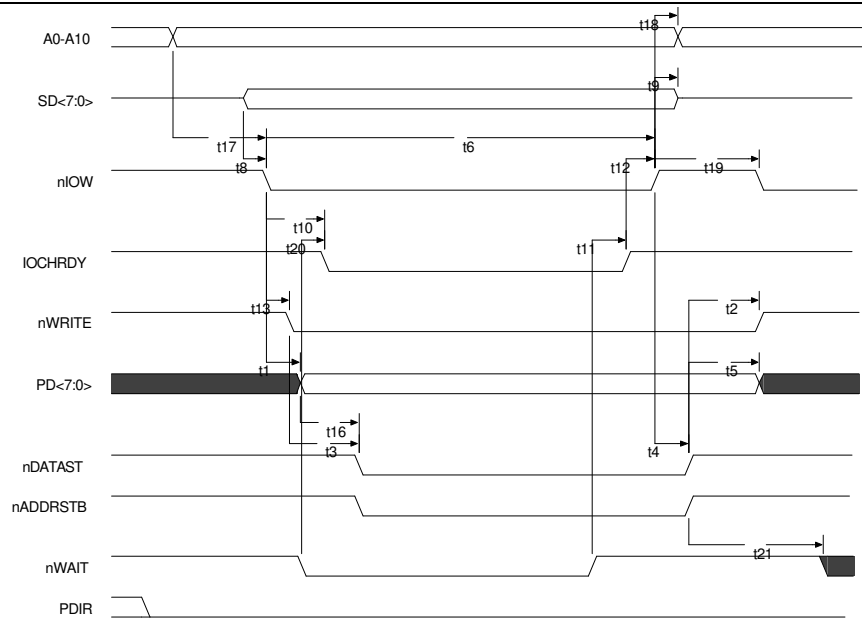 t18
A0-A10
t9
SD<7:0>
t17 t6
t8 t12 t19
nIOW
t10
t20 t11
IOCHRDY
t13 t2
nWRITE
t1 t5
PD<7:0>
t16
t3 t4
nDATAST
nADDRSTB
t21
nWAIT
PDIR